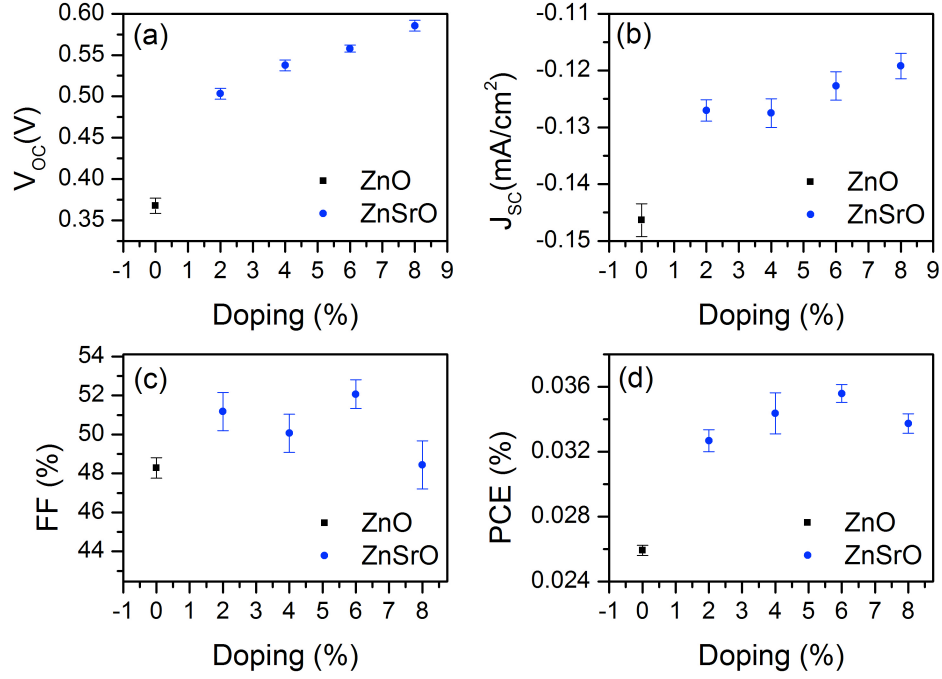 (a)
V_OC(V)
0.60
0.55
0.50
0.45
0.40
0.35
ZnO
ZnSrO
-1 0 1 2 3 4 5 6 7 8 9
Doping (%)
(b)
J_SC(mA/cm²)
-0.11
-0.12
-0.13
-0.14
-0.15
ZnO
ZnSrO
-1 0 1 2 3 4 5 6 7 8 9
Doping (%)
(c)
FF (%)
54
52
50
48
46
44
ZnO
ZnSrO
-1 0 1 2 3 4 5 6 7 8
Doping (%)
(d)
PCE (%)
0.036
0.032
0.028
0.024
ZnO
ZnSrO
-1 0 1 2 3 4 5 6 7 8
Doping (%)